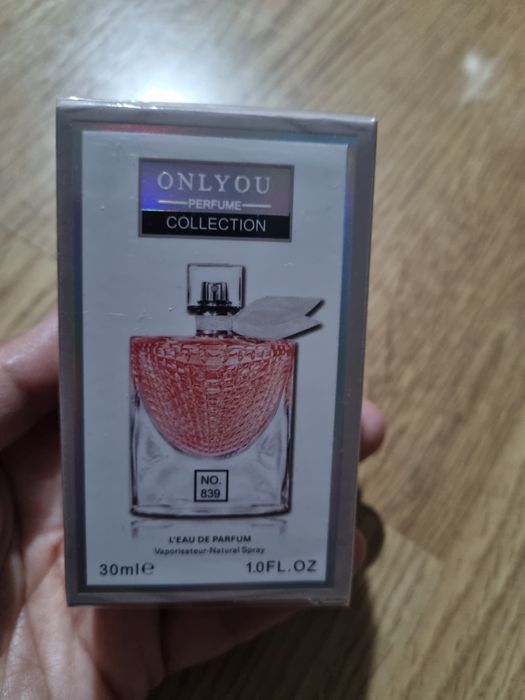 ONLYOU
PERFUME
COLLECTION
NO.
839
L'EAU DE PARFUM
Vaporisateur-Natural Spray
30ml℮ 1.0FL.OZ